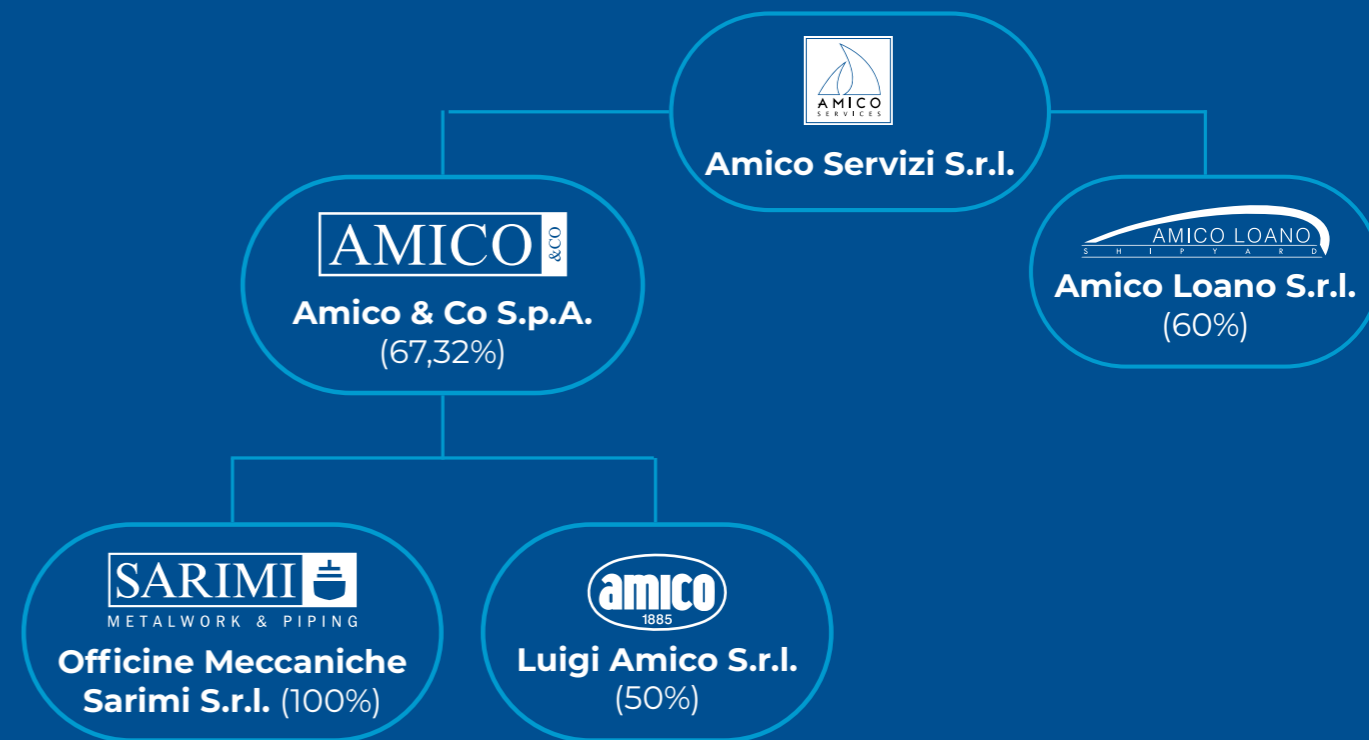 AMICO
SERVICES
Amico Servizi S.r.l.
AMICO &CO
Amico & Co S.p.A.
(67,32%)
AMICO LOANO
SHIPYARD
Amico Loano S.r.l.
(60%)
SARIMI
METALWORK & PIPING
Officine Meccaniche
Sarimi S.r.l. (100%)
amico
1885
Luigi Amico S.r.l.
(50%)